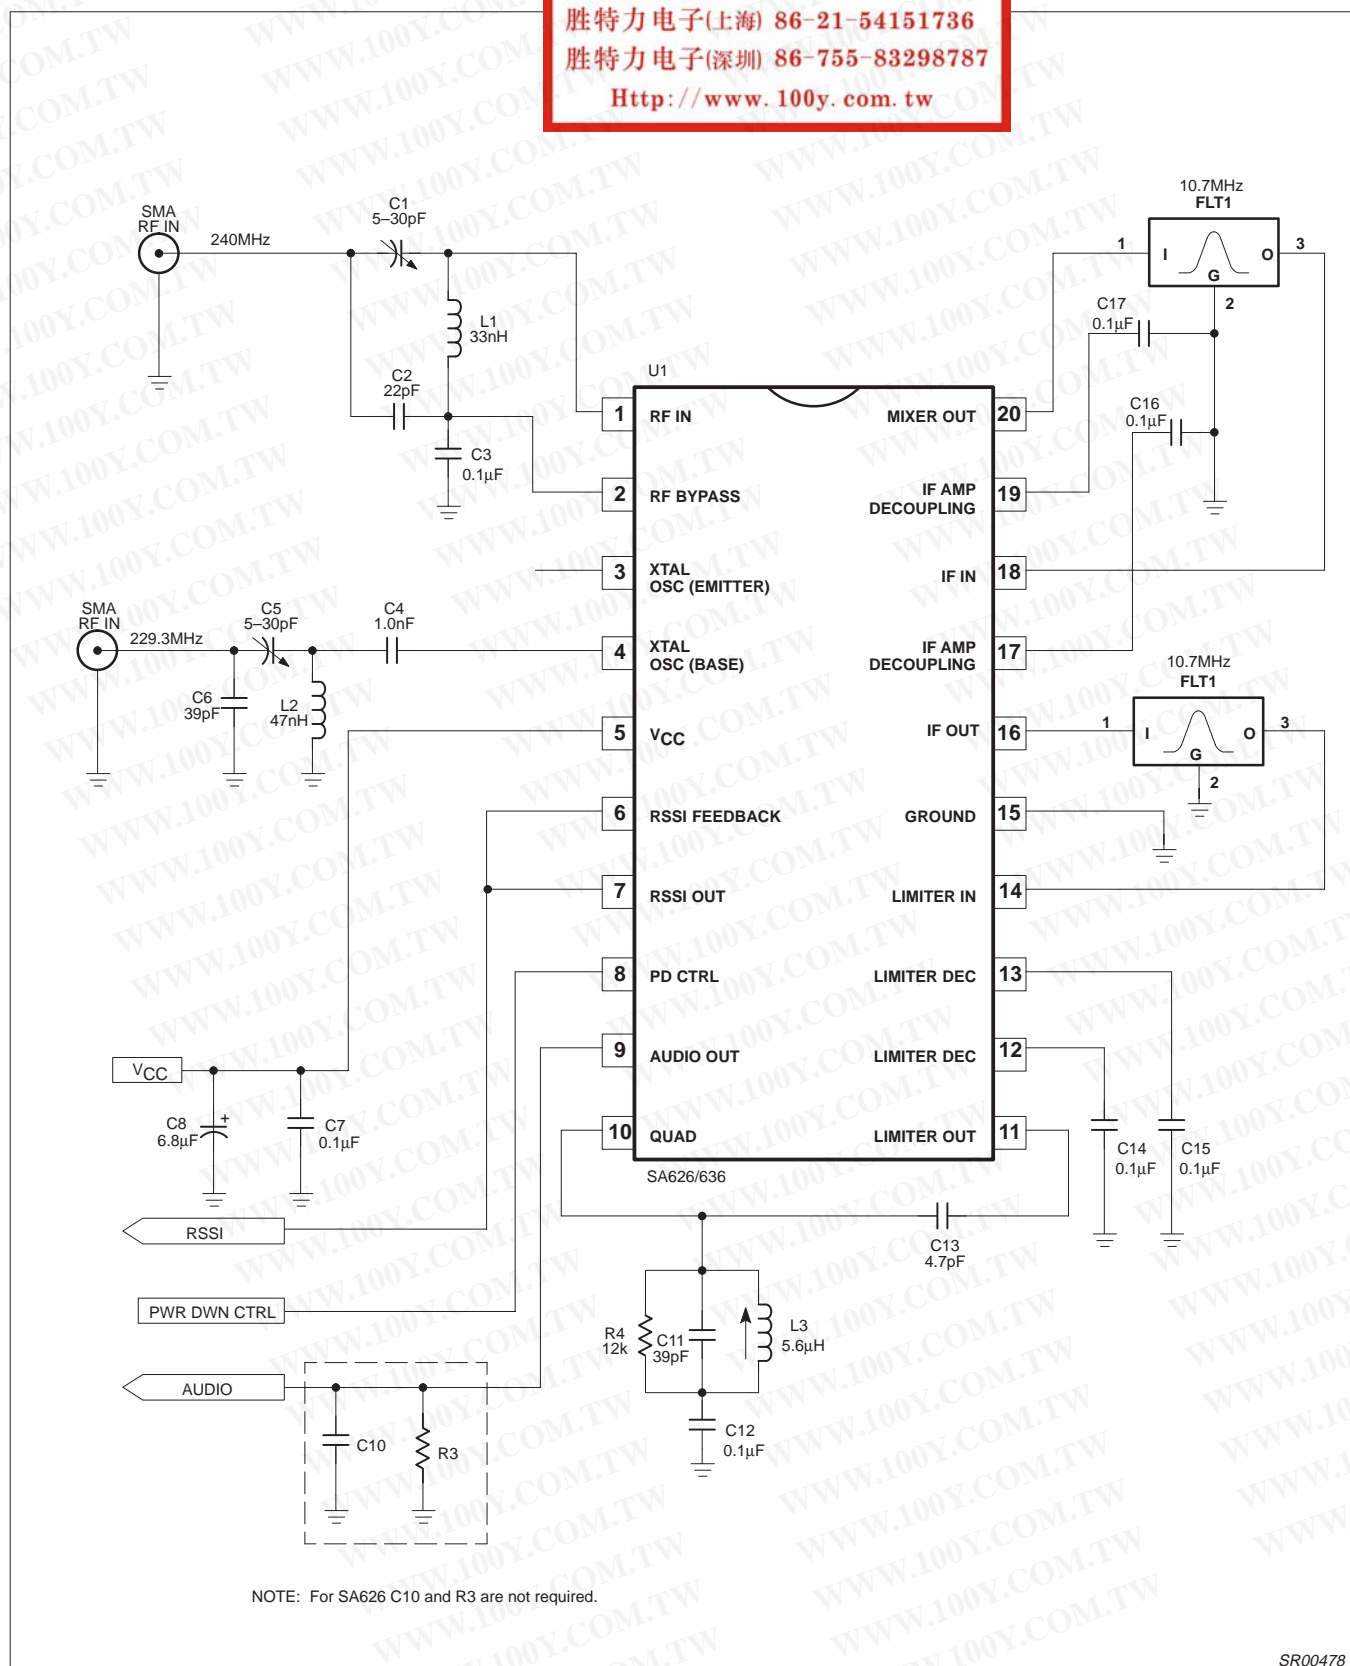 胜特力电子(上海) 86-21-54151736
胜特力电子(深圳) 86-755-83298787
Http://www.100y.com.tw
SMA
RF IN
240MHz
C1
5–30pF
L1
33nH
C2
22pF
C3
0.1µF
10.7MHz
FLT1
1
I
O
3
G
2
C17
0.1µF
C16
0.1µF
U1
1
RF IN
MIXER OUT
20
2
RF BYPASS
IF AMP
DECOUPLING
19
3
XTAL
OSC (EMITTER)
IF IN
18
SMA
RF IN
229.3MHz
C5
5–30pF
C4
1.0nF
C6
39pF
L2
47nH
4
XTAL
OSC (BASE)
IF AMP
DECOUPLING
17
10.7MHz
FLT1
1
I
O
3
G
2
5
VCC
IF OUT
16
6
RSSI FEEDBACK
GROUND
15
7
RSSI OUT
LIMITER IN
14
8
PD CTRL
LIMITER DEC
13
9
AUDIO OUT
LIMITER DEC
12
10
QUAD
LIMITER OUT
11
SA626/636
VCC
C8
6.8µF
+
C7
0.1µF
C14
0.1µF
C15
0.1µF
RSSI
C13
4.7pF
PWR DWN CTRL
R4
12k
C11
39pF
L3
5.6µH
AUDIO
C10
R3
C12
0.1µF
NOTE: For SA626 C10 and R3 are not required.
SR00478
WWW.100Y.COM.TW